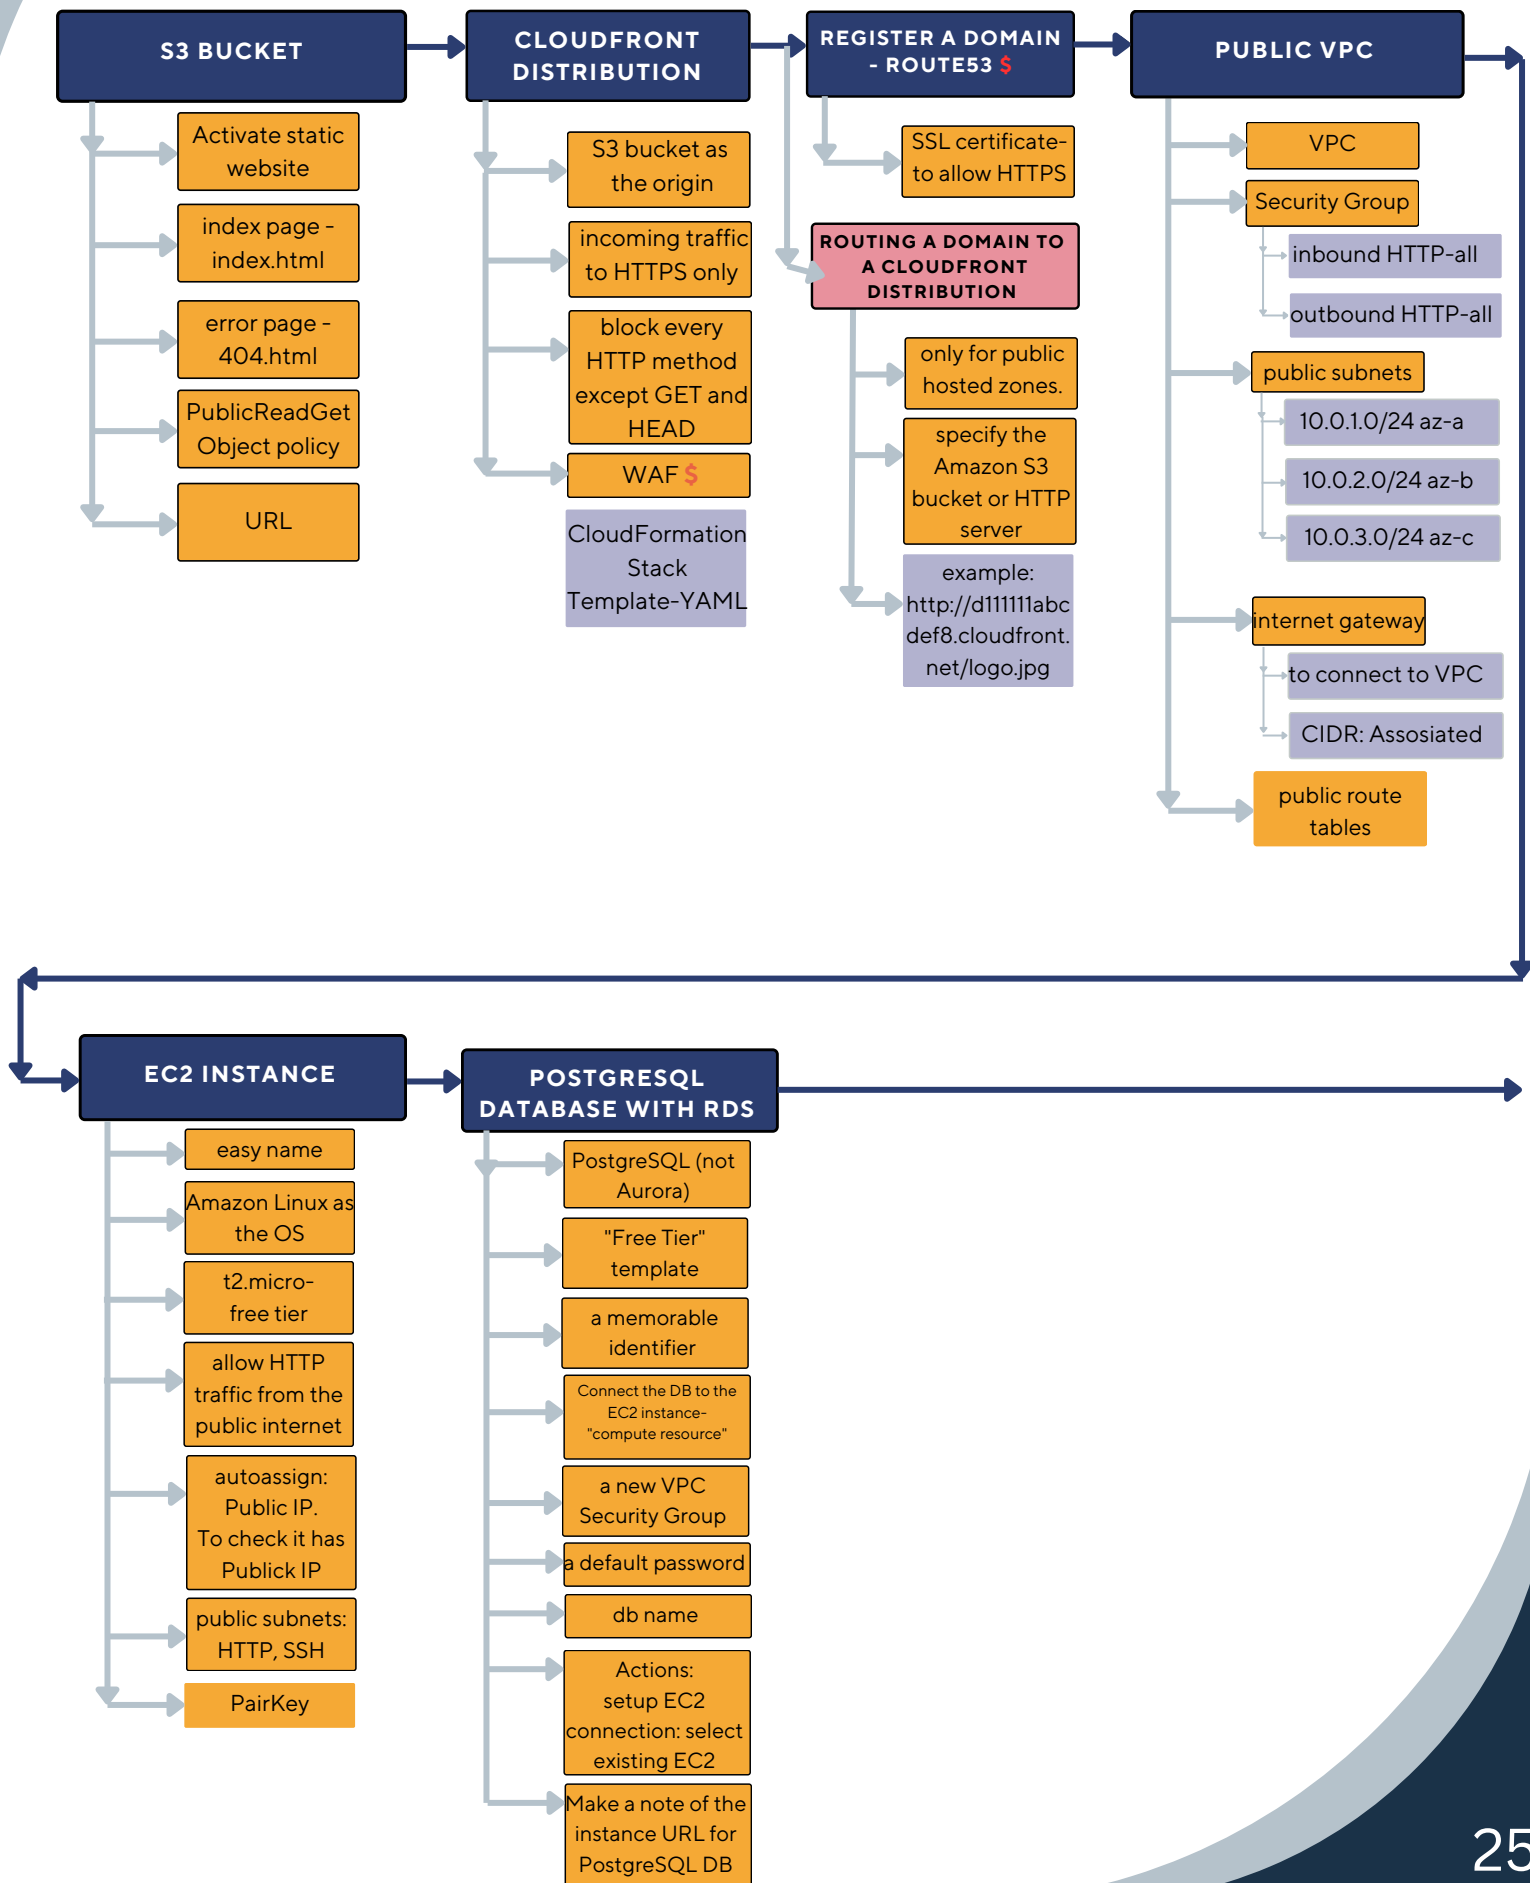 S3 BUCKET
Activate static
website
index page -
index.html
error page -
404.html
PublicReadGet
Object policy
URL
CLOUDFRONT
DISTRIBUTION
S3 bucket as
the origin
incoming traffic
to HTTPS only
block every
HTTP method
except GET and
HEAD
WAF $
CloudFormation
Stack
Template-YAML
REGISTER A DOMAIN
- ROUTE53 $
SSL certificate-
to allow HTTPS
ROUTING A DOMAIN TO
A CLOUDFRONT
DISTRIBUTION
only for public
hosted zones.
specify the
Amazon S3
bucket or HTTP
server
example:
http://d111111abc
def8.cloudfront.
net/logo.jpg
PUBLIC VPC
VPC
Security Group
inbound HTTP-all
outbound HTTP-all
public subnets
10.0.1.0/24 az-a
10.0.2.0/24 az-b
10.0.3.0/24 az-c
internet gateway
to connect to VPC
CIDR: Assosiated
public route
tables
EC2 INSTANCE
easy name
Amazon Linux as
the OS
t2.micro-
free tier
allow HTTP
traffic from the
public internet
autoassign:
Public IP.
To check it has
Publick IP
public subnets:
HTTP, SSH
PairKey
POSTGRESQL
DATABASE WITH RDS
PostgreSQL (not
Aurora)
"Free Tier"
template
a memorable
identifier
Connect the DB to the
EC2 instance-
"compute resource"
a new VPC
Security Group
a default password
db name
Actions:
setup EC2
connection: select
existing EC2
Make a note of the
instance URL for
PostgreSQL DB
25